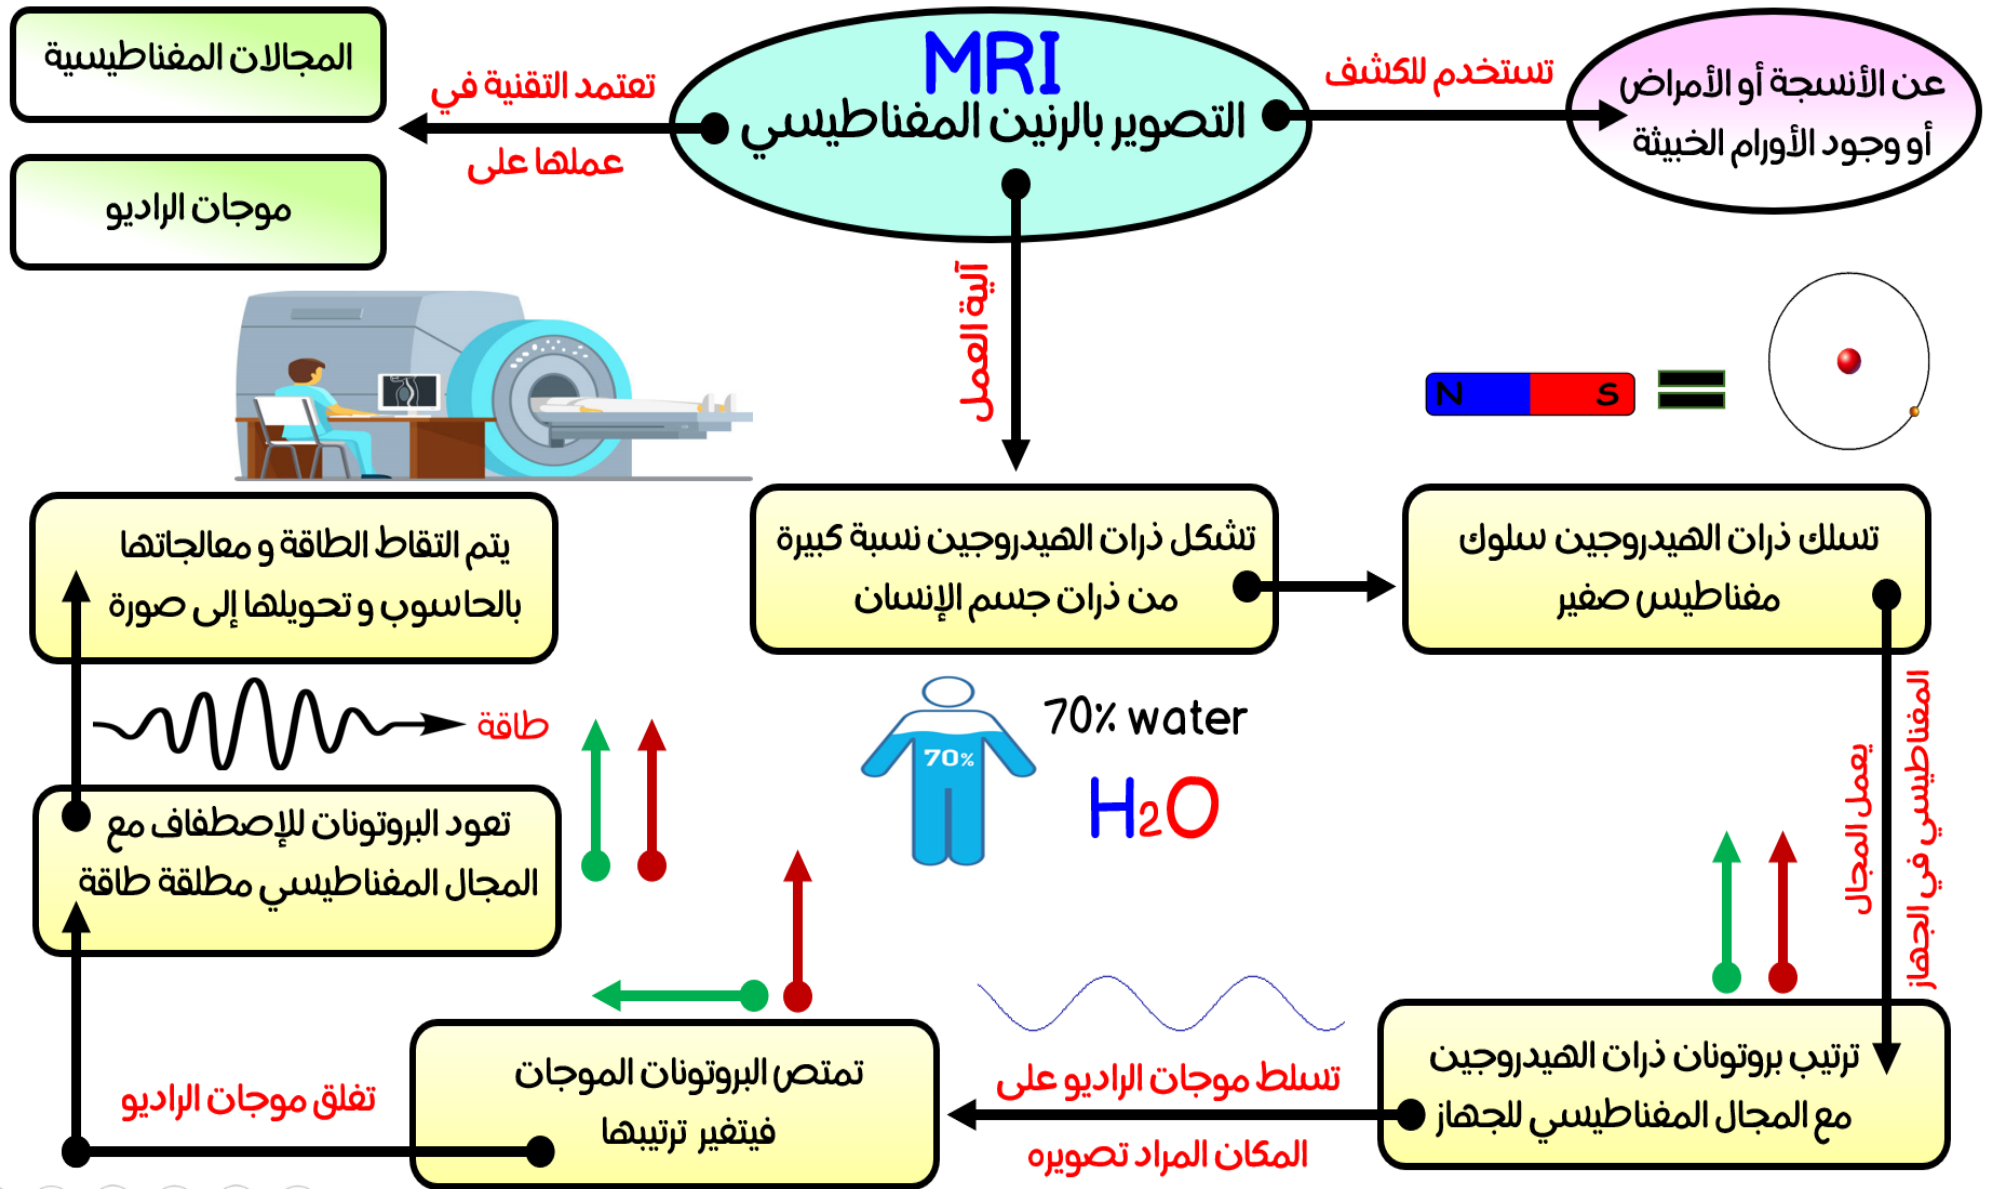 MRI
التصوير بالرنين المغناطيسي
تستخدم للكشف
عن الأنسجة أو الأمراض
أو وجود الأورام الخبيثة
تعتمد التقنية في
عملها على
المجالات المغناطيسية
موجات الراديو
آلية العمل
N S
تشكل ذرات الهيدروجين نسبة كبيرة
من ذرات جسم الإنسان
70%
70% water
H2O
تسلك ذرات الهيدروجين سلوك
مغناطيس صغير
يعمل المجال
المغناطيسي في الجهاز
ترتيب بروتونان ذرات الهيدروجين
مع المجال المغناطيسي للجهاز
تسلط موجات الراديو على
المكان المراد تصويره
تمتص البروتونات الموجات
فيتغير ترتيبها
تغلق موجات الراديو
تعود البروتونات للإصطفاف مع
المجال المغناطيسي مطلقة طاقة
طاقة
يتم التقاط الطاقة و معالجاتها
بالحاسوب و تحويلها إلى صورة